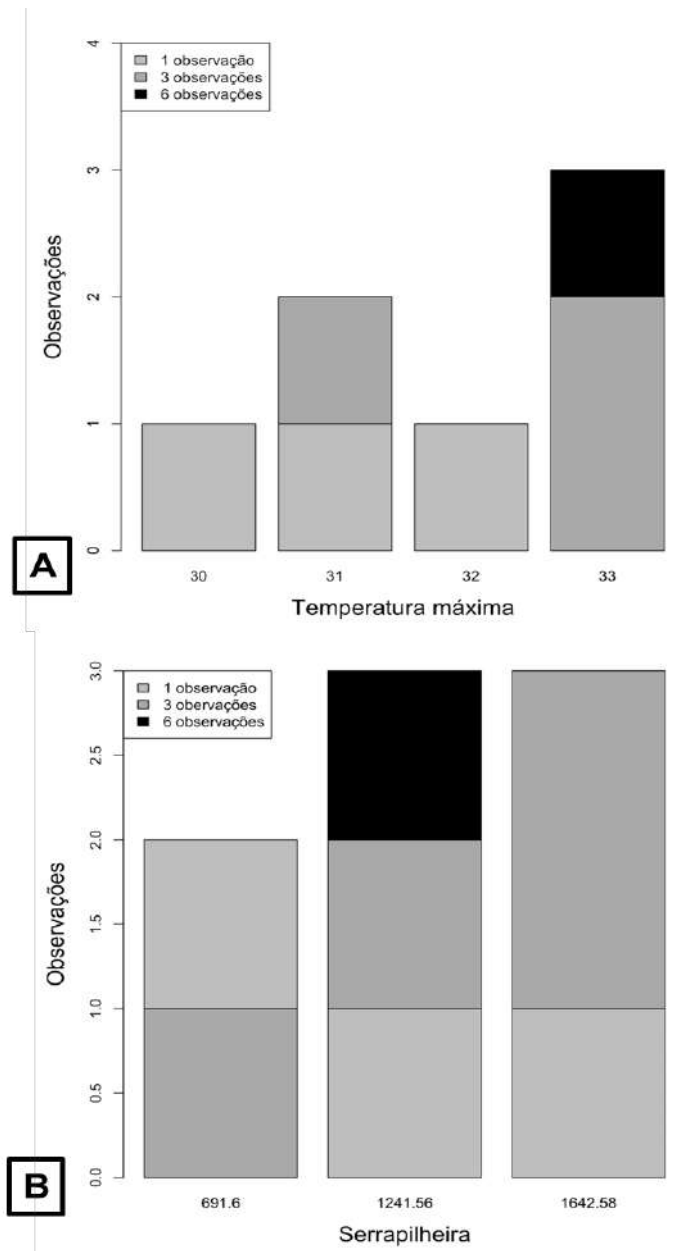 4
1 observação
3 observações
6 observações
3
2
1
0
Observações
30 31 32 33
Temperatura máxima
A
3.0
1 observação
3 obervações
6 observações
2.5
2.0
1.5
1.0
0.5
0.0
Observações
691.6 1241.56 1642.58
Serrapilheira
B